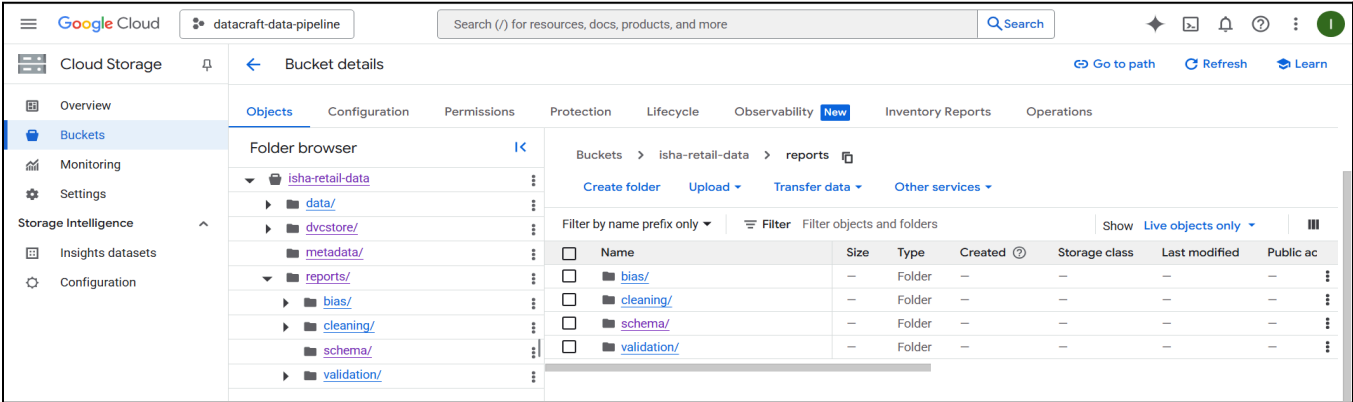 Google Cloud datacraft-data-pipeline Search (/) for resources, docs, products, and more Search I
Cloud Storage
Overview
Buckets
Monitoring
Settings
Storage Intelligence
Insights datasets
Configuration
Bucket details Go to path Refresh Learn
Objects Configuration Permissions Protection Lifecycle Observability New Inventory Reports Operations
Folder browser
isha-retail-data
data/
dvcstore/
metadata/
reports/
bias/
cleaning/
schema/
validation/
Buckets > isha-retail-data > reports
Create folder Upload Transfer data Other services
Filter by name prefix only Filter Filter objects and folders Show Live objects only
Name Size Type Created Storage class Last modified Public ac
bias/ — Folder — — — —
cleaning/ — Folder — — — —
schema/ — Folder — — — —
validation/ — Folder — — — —